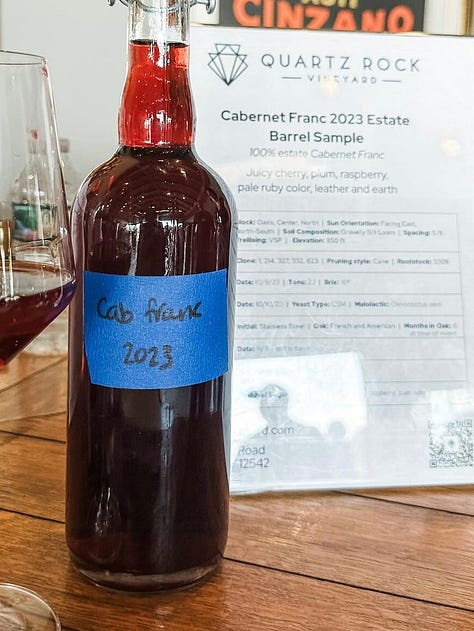 CINZANO
QUARTZ ROCK
VINEYARD
Cabernet Franc 2023 Estate
Barrel Sample
100% estate Cabernet Franc
Juicy cherry, plum, raspberry,
pale ruby color, leather and earth
Oasis, Center, North | Sun Orientation: Facing East,
North-South | Soil Composition: Gravelly Silt Loam | Spacing: 5 ft
Trellising: VSP | Elevation: 850 ft
Clone: 1, 214, 327, 332, 623 | Pruning style: Cane | Rootstock: 3309
Date: 10/9/23 | Tons: 2.1 | Brix:
Date: 10/10/23 | Yeast Type: CSM | Malolactic:
Initial: Stainless Steel | Oak: French and American | Months in Oak:
Road
12542
Cab franc
2023